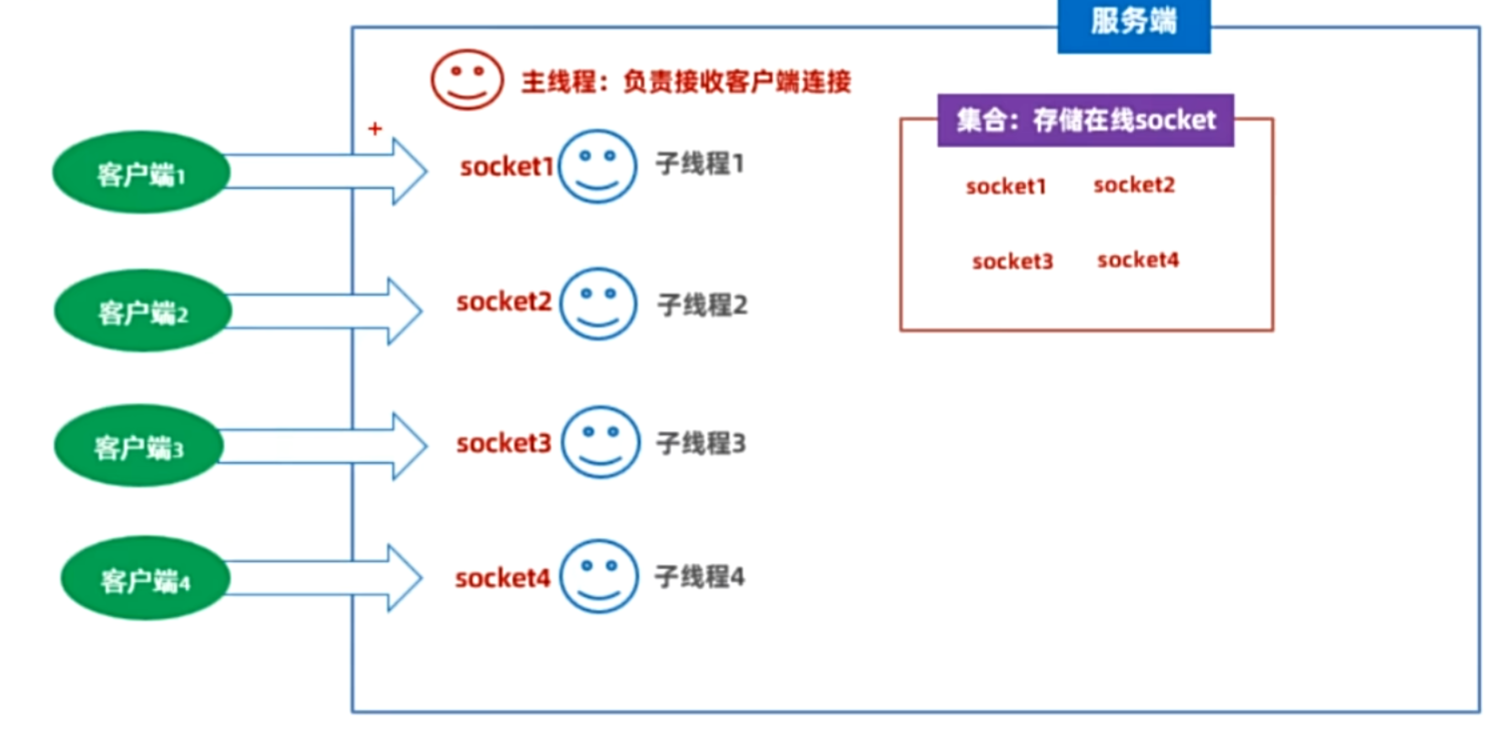 服务端
主线程：负责接收客户端连接
集合：存储在线socket
+
客户端1
socket1
子线程1
socket1
socket2
客户端2
socket2
子线程2
socket3
socket4
客户端3
socket3
子线程3
客户端4
socket4
子线程4